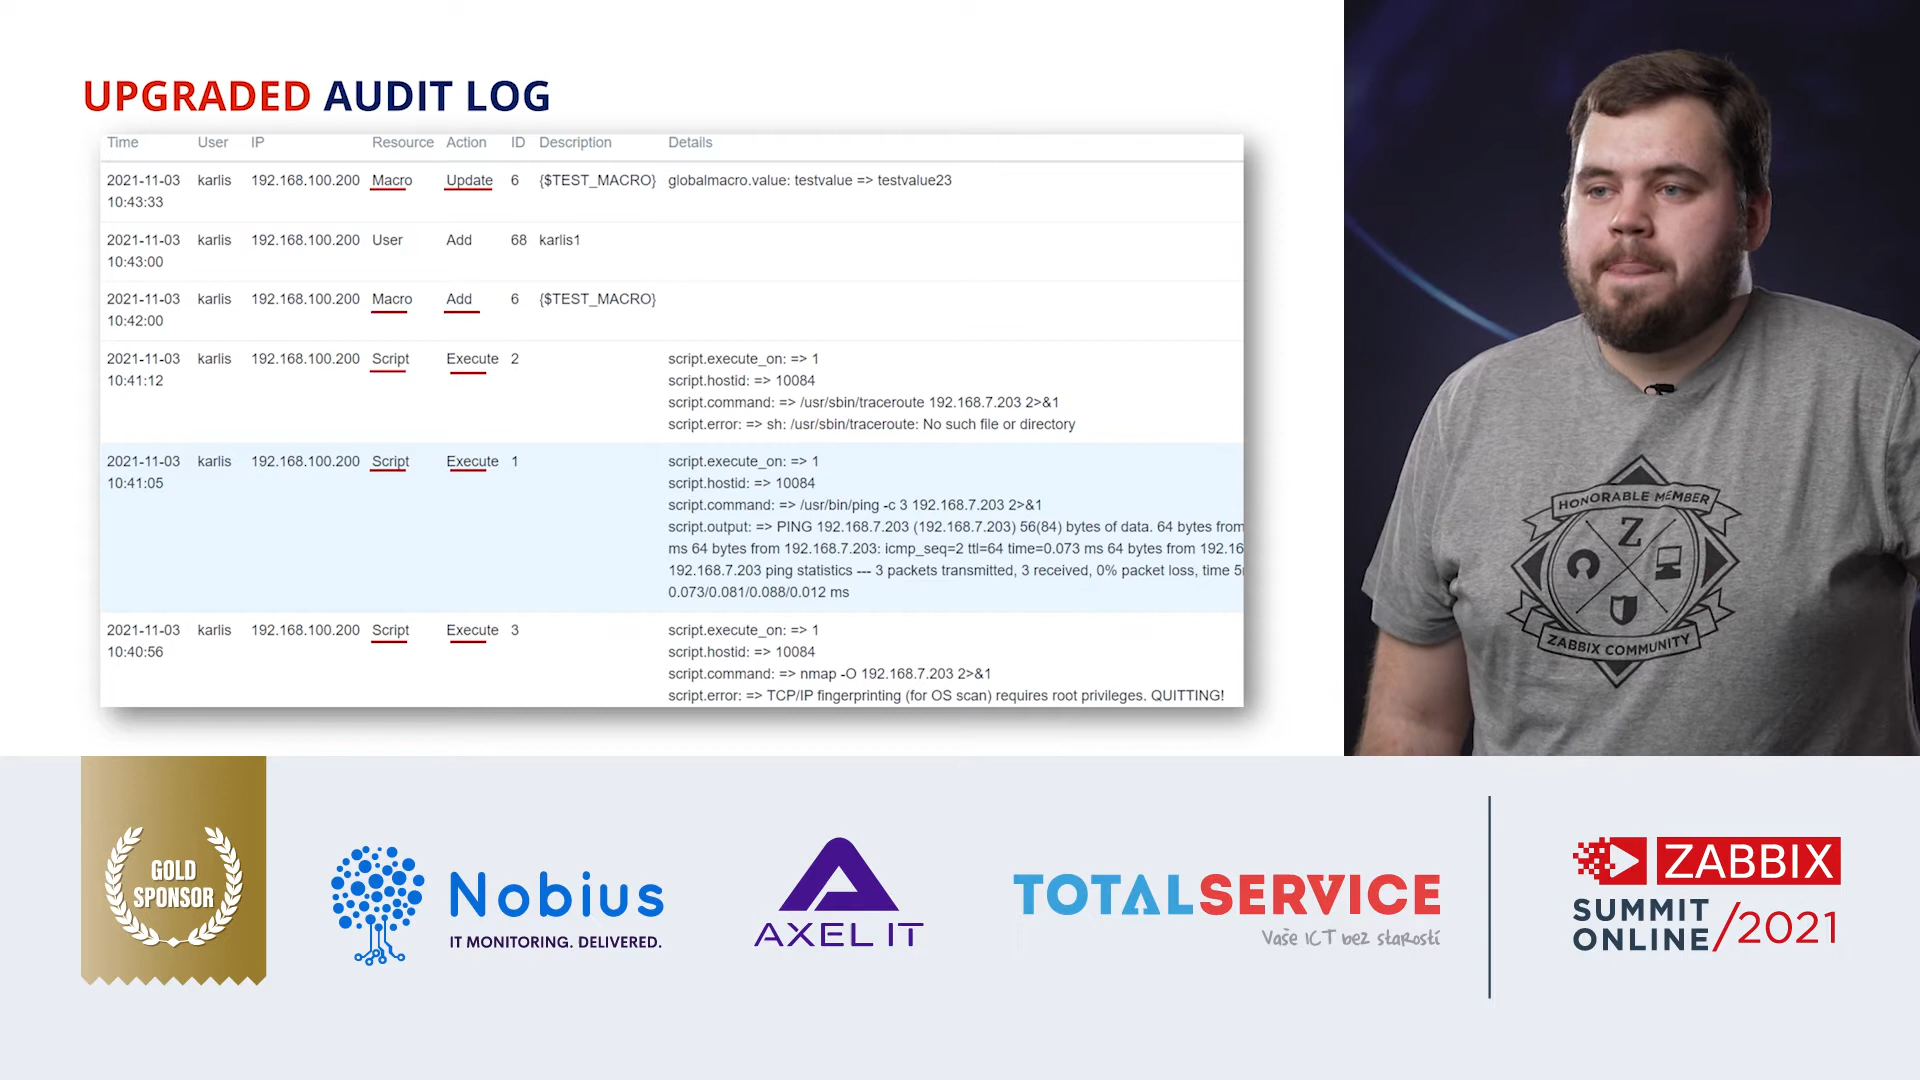 UPGRADED AUDIT LOG
Time User IP Resource Action ID Description Details
2021-11-03 karlis 192.168.100.200 Macro Update 6 {$TEST_MACRO} globalmacro.value: testvalue => testvalue23
10:43:33
2021-11-03 karlis 192.168.100.200 User Add 68 karlis1
10:43:00
2021-11-03 karlis 192.168.100.200 Macro Add 6 {$TEST_MACRO}
10:42:00
2021-11-03 karlis 192.168.100.200 Script Execute 2 script.execute_on: => 1
10:41:12 script.hostid: => 10084
script.command: => /usr/sbin/traceroute 192.168.7.203 2>&1
script.error: => sh: /usr/sbin/traceroute: No such file or directory
2021-11-03 karlis 192.168.100.200 Script Execute 1 script.execute_on: => 1
10:41:05 script.hostid: => 10084
script.command: => /usr/bin/ping -c 3 192.168.7.203 2>&1
script.output: => PING 192.168.7.203 (192.168.7.203) 56(84) bytes of data. 64 bytes from
ms 64 bytes from 192.168.7.203: icmp_seq=2 ttl=64 time=0.073 ms 64 bytes from 192.16
192.168.7.203 ping statistics --- 3 packets transmitted, 3 received, 0% packet loss, time 5
0.073/0.081/0.088/0.012 ms
2021-11-03 karlis 192.168.100.200 Script Execute 3 script.execute_on: => 1
10:40:56 script.hostid: => 10084
script.command: => nmap -O 192.168.7.203 2>&1
script.error: => TCP/IP fingerprinting (for OS scan) requires root privileges. QUITTING!
HONORABLE MEMBER
Z
ZABBIX COMMUNITY
GOLD
SPONSOR
Nobius
IT MONITORING. DELIVERED.
AXEL IT
TOTALSERVICE
Vaše ICT bez starostí
ZABBIX
SUMMIT
ONLINE /2021